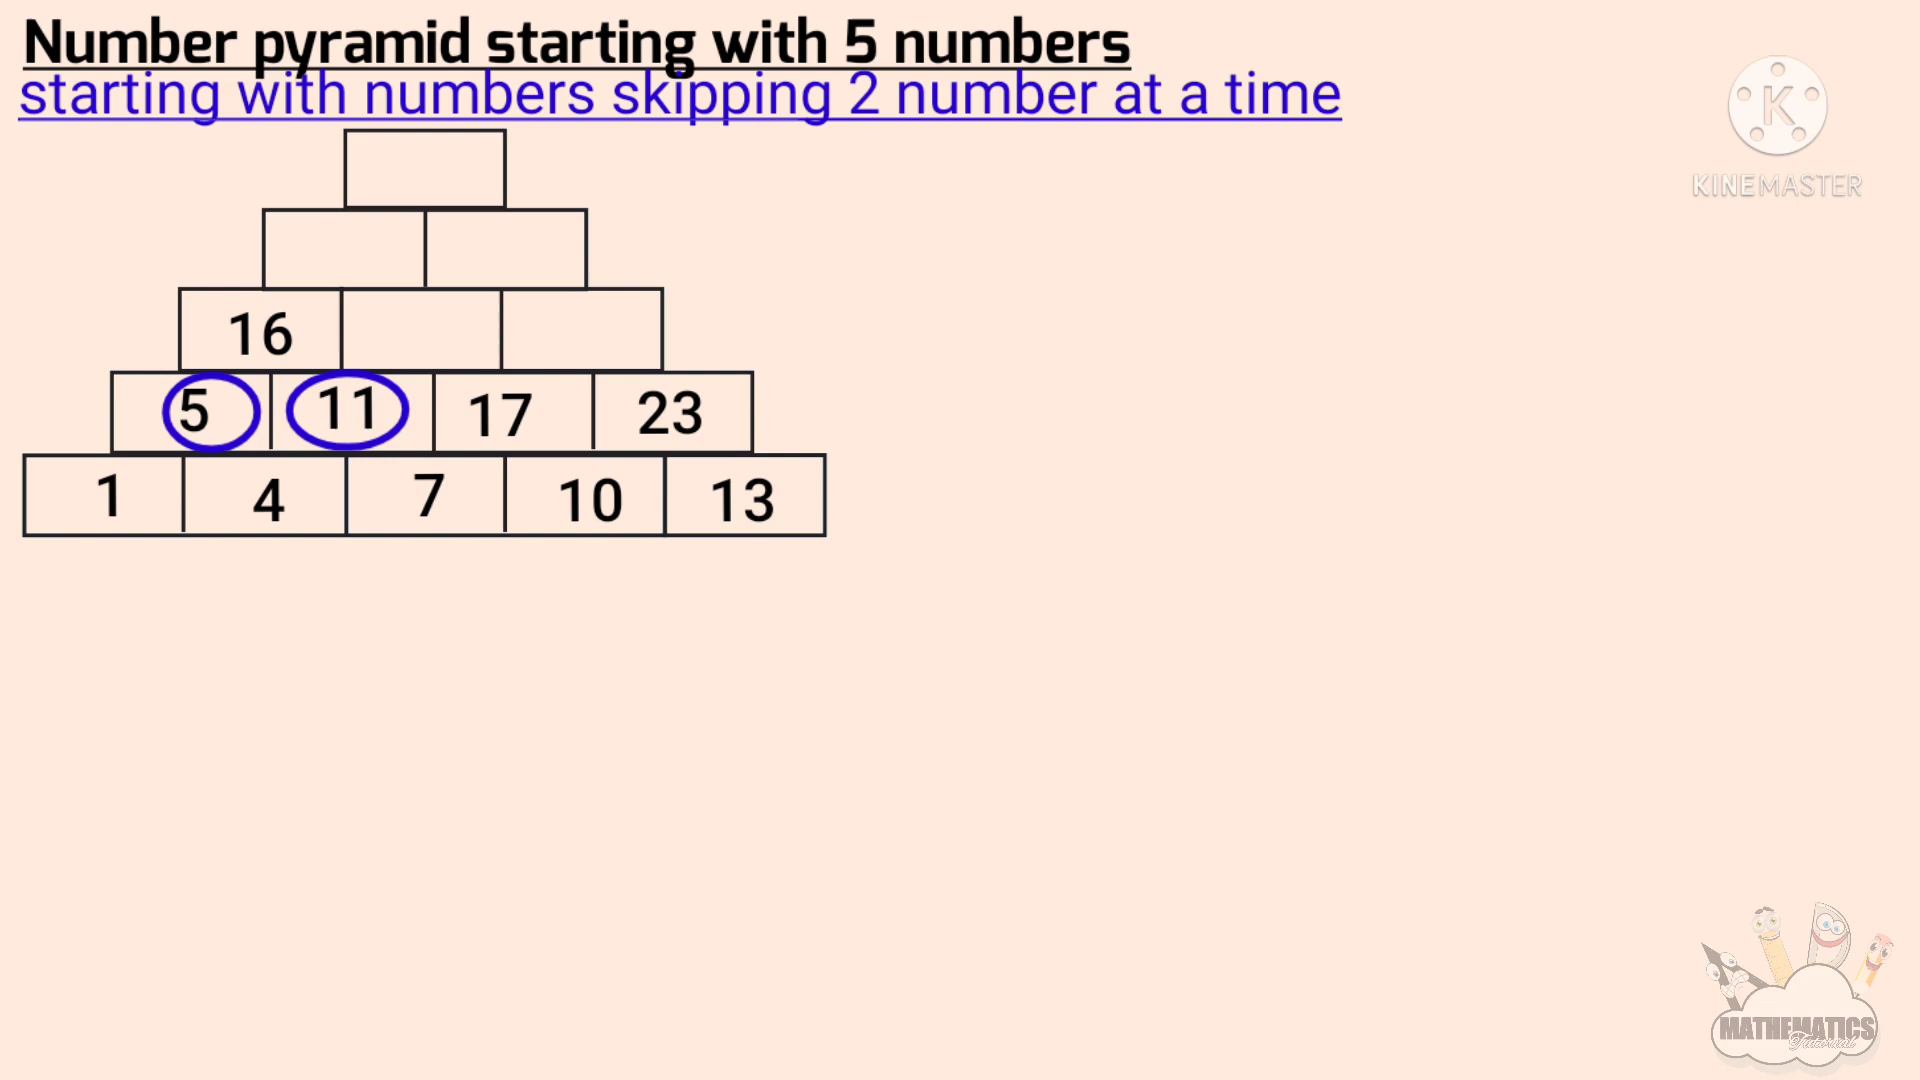 Number pyramid starting with 5 numbers
starting with numbers skipping 2 number at a time
KINEMASTER
16
5 11 17 23
1 4 7 10 13
MATHEMATICS
Tutorial